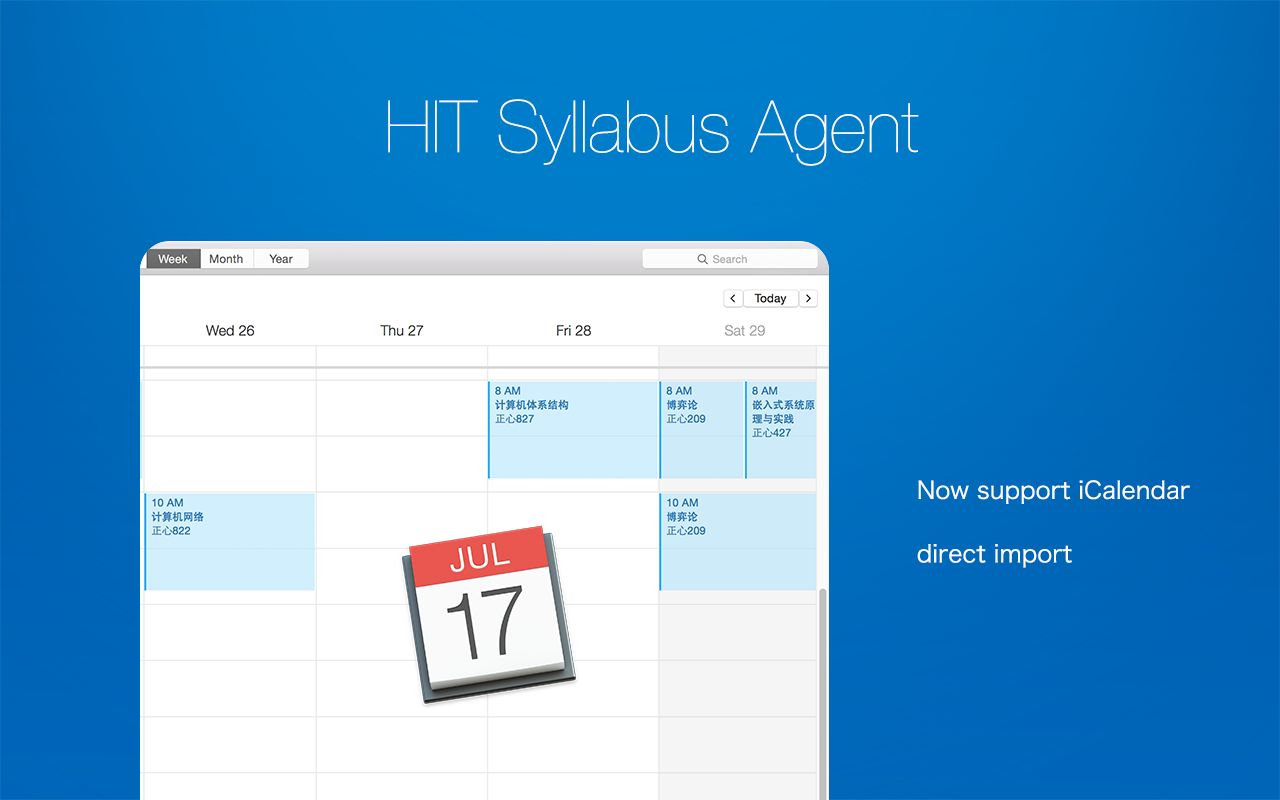 HIT Syllabus Agent
Week Month Year Search
Today
Wed 26 Thu 27 Fri 28 Sat 29
8 AM
计算机体系结构
正心827
8 AM
博弈论
正心209
8 AM
嵌入式系统原
理与实践
正心427
10 AM
计算机网络
正心822
10 AM
博弈论
正心209
JUL
17
Now support iCalendar
direct import